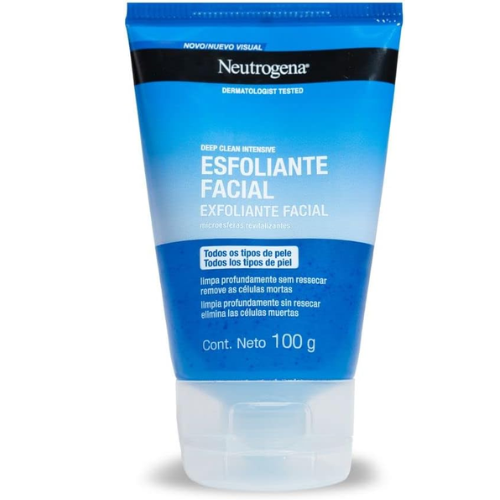 NOVO/NUEVO VISUAL
Neutrogena®
DERMATOLOGIST TESTED
DEEP CLEAN INTENSIVE
ESFOLIANTE
FACIAL
EXFOLIANTE FACIAL
Todos os tipos de pele
Todos los tipos de piel
limpa profundamente sem ressecar
remove as células mortas
limpia profundamente sin resecar
elimina las células muertas
Cont. Neto 100 g